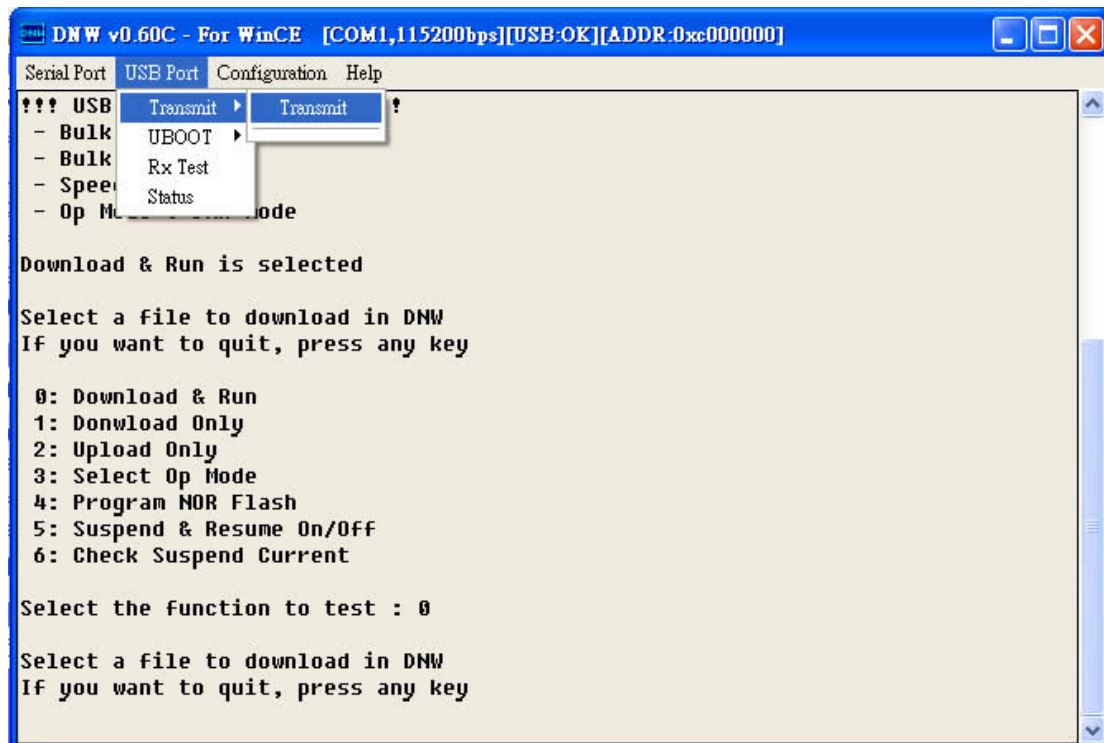 DNW v0.60C - For WinCE [COM1,115200bps][USB:OK][ADDR:0xc000000]
Serial Port USB Port Configuration Help
!!! USB !
Transmit Transmit
- Bulk
UBOOT
- Bulk
Rx Test
- Spee
Status
- Op M ode
Download & Run is selected
Select a file to download in DNW
If you want to quit, press any key
0: Download & Run
1: Donwload Only
2: Upload Only
3: Select Op Mode
4: Program NOR Flash
5: Suspend & Resume On/Off
6: Check Suspend Current
Select the function to test : 0
Select a file to download in DNW
If you want to quit, press any key